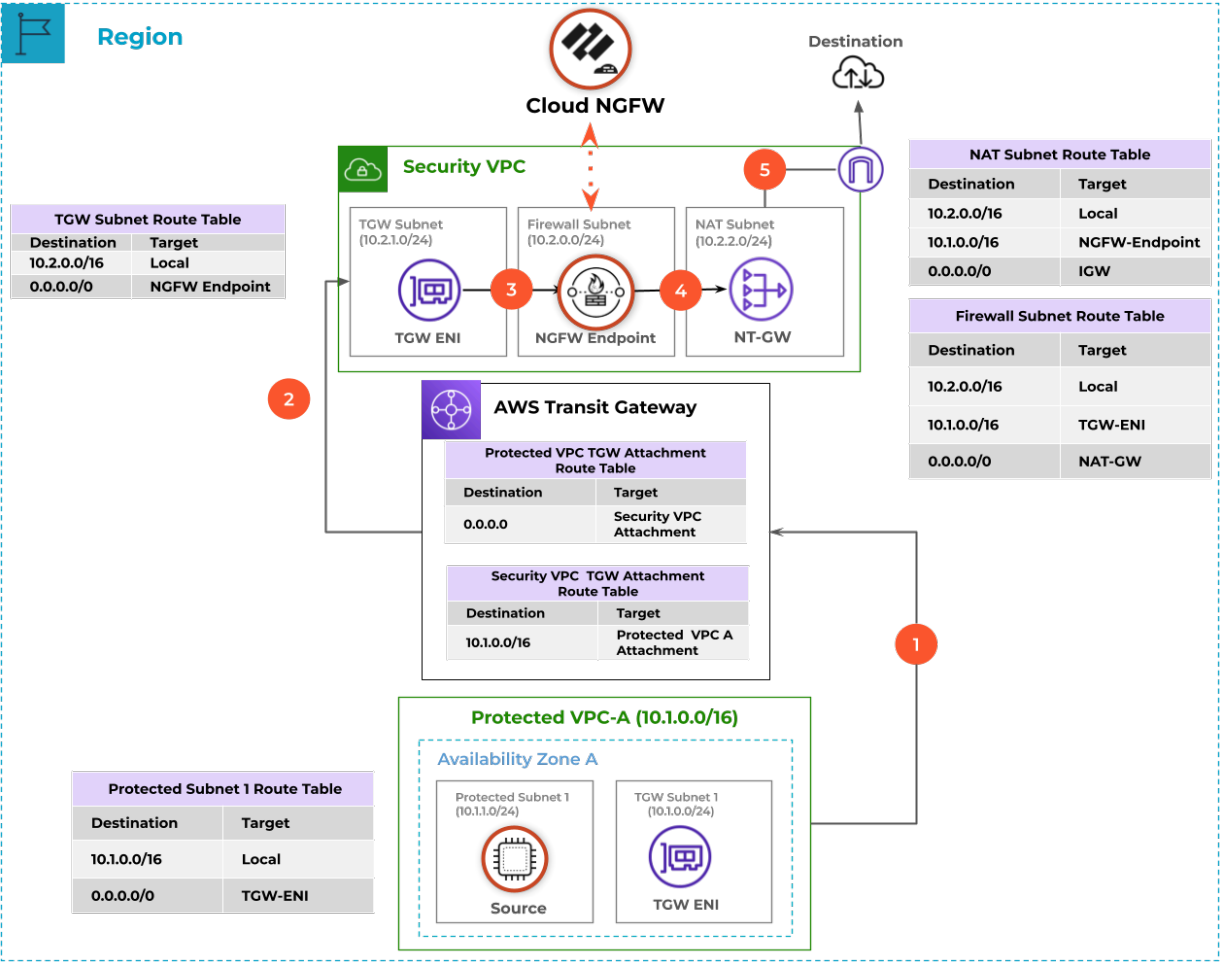 Region
Cloud NGFW
Destination
Security VPC
5
TGW Subnet
(10.2.1.0/24)
TGW ENI
3
Firewall Subnet
(10.2.0.0/24)
NGFW Endpoint
4
NAT Subnet
(10.2.2.0/24)
NT-GW
TGW Subnet Route Table
Destination Target
10.2.0.0/16 Local
0.0.0.0/0 NGFW Endpoint
NAT Subnet Route Table
Destination Target
10.2.0.0/16 Local
10.1.0.0/16 NGFW-Endpoint
0.0.0.0/0 IGW
Firewall Subnet Route Table
Destination Target
10.2.0.0/16 Local
10.1.0.0/16 TGW-ENI
0.0.0.0/0 NAT-GW
2
AWS Transit Gateway
Protected VPC TGW Attachment
Route Table
Destination Target
0.0.0.0 Security VPC
Attachment
Security VPC TGW Attachment
Route Table
Destination Target
10.1.0.0/16 Protected VPC A
Attachment
1
Protected VPC-A (10.1.0.0/16)
Availability Zone A
Protected Subnet 1
(10.1.1.0/24)
Source
TGW Subnet 1
(10.1.0.0/24)
TGW ENI
Protected Subnet 1 Route Table
Destination Target
10.1.0.0/16 Local
0.0.0.0/0 TGW-ENI